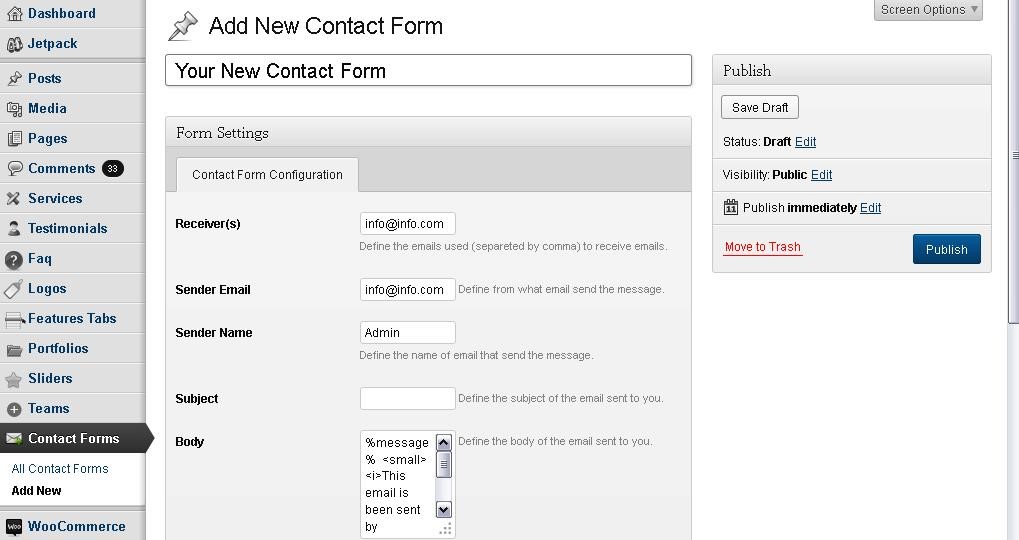 Dashboard
Jetpack
Posts
Media
Pages
Comments 33
Services
Testimonials
Faq
Logos
Features Tabs
Portfolios
Sliders
Teams
Contact Forms
All Contact Forms
Add New
Woo WooCommerce
Screen Options
Add New Contact Form
Your New Contact Form
Form Settings
Contact Form Configuration
Receiver(s) info@info.com
Define the emails used (separeted by comma) to receive emails.
Sender Email info@info.com Define from what email send the message.
Sender Name Admin
Define the name of email that send the message.
Subject Define the subject of the email sent to you.
Body Define the body of the email sent to you.
%message
% <small>
<i>This
email is
been sent
by
Publish
Save Draft
Status: Draft Edit
Visibility: Public Edit
11 Publish immediately Edit
Move to Trash Publish